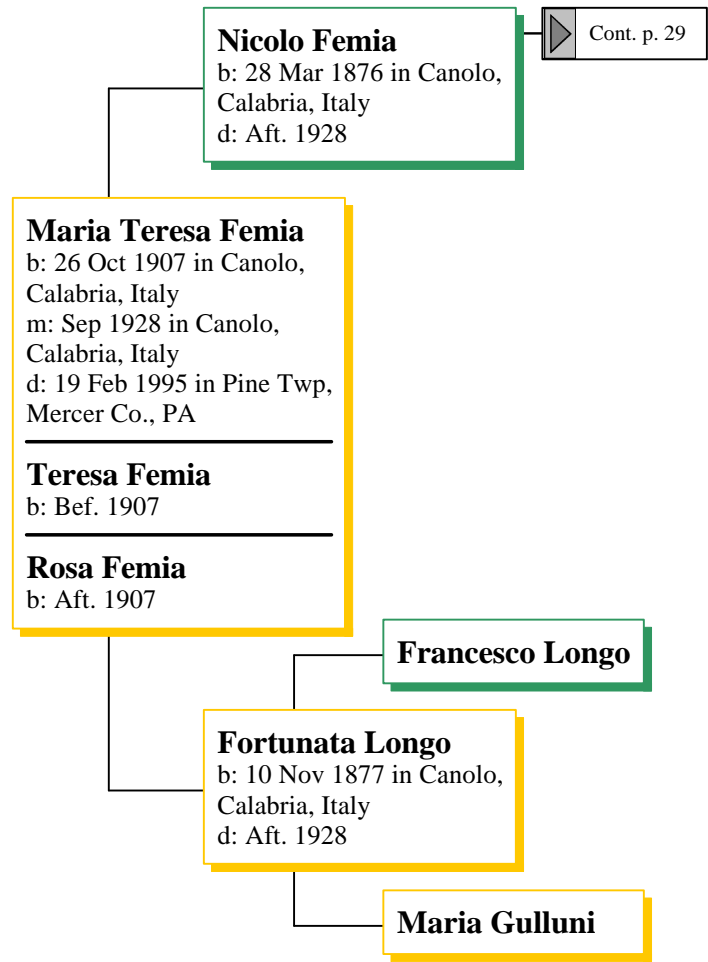 Nicolo Femia
b: 28 Mar 1876 in Canolo,
Calabria, Italy
d: Aft. 1928
Cont. p. 29
Maria Teresa Femia
b: 26 Oct 1907 in Canolo,
Calabria, Italy
m: Sep 1928 in Canolo,
Calabria, Italy
d: 19 Feb 1995 in Pine Twp,
Mercer Co., PA
Teresa Femia
b: Bef. 1907
Rosa Femia
b: Aft. 1907
Francesco Longo
Fortunata Longo
b: 10 Nov 1877 in Canolo,
Calabria, Italy
d: Aft. 1928
Maria Gulluni